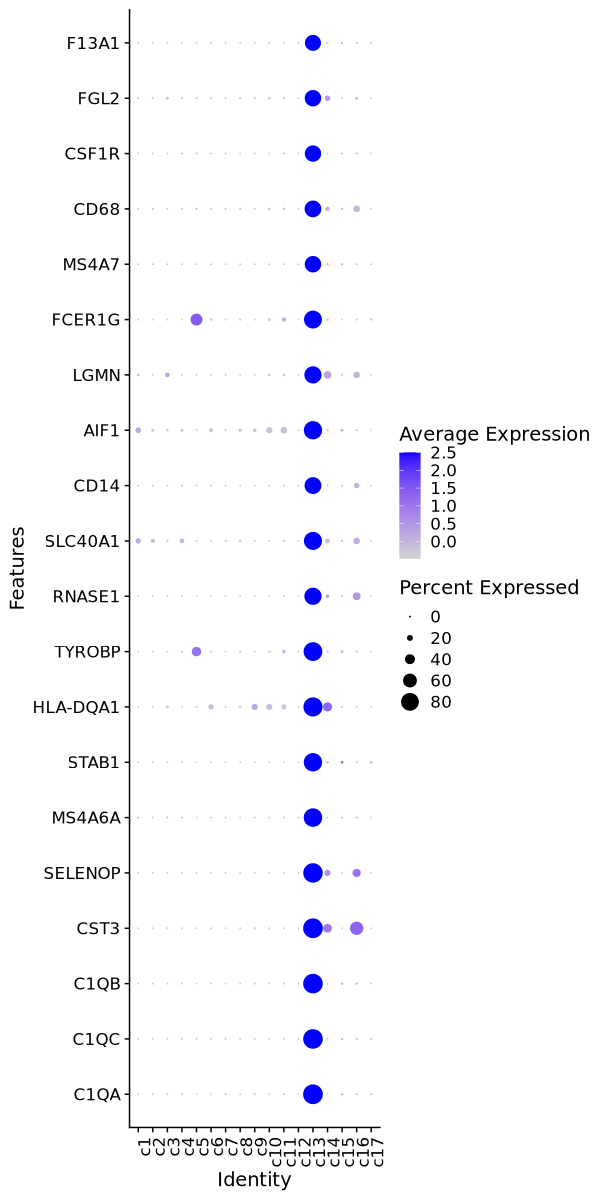 F13A1
FGL2
CSF1R
CD68
MS4A7
FCER1G
LGMN
AIF1
CD14
SLC40A1
RNASE1
TYROBP
HLA-DQA1
STAB1
MS4A6A
SELENOP
CST3
C1QB
C1QC
C1QA
Features
c1 c2 c3 c4 c5 c6 c7 c8 c9 c10 c11 c12 c13 c14 c15 c16 c17
Identity
Average Expression
2.5
2.0
1.5
1.0
0.5
0.0
Percent Expressed
0
20
40
60
80